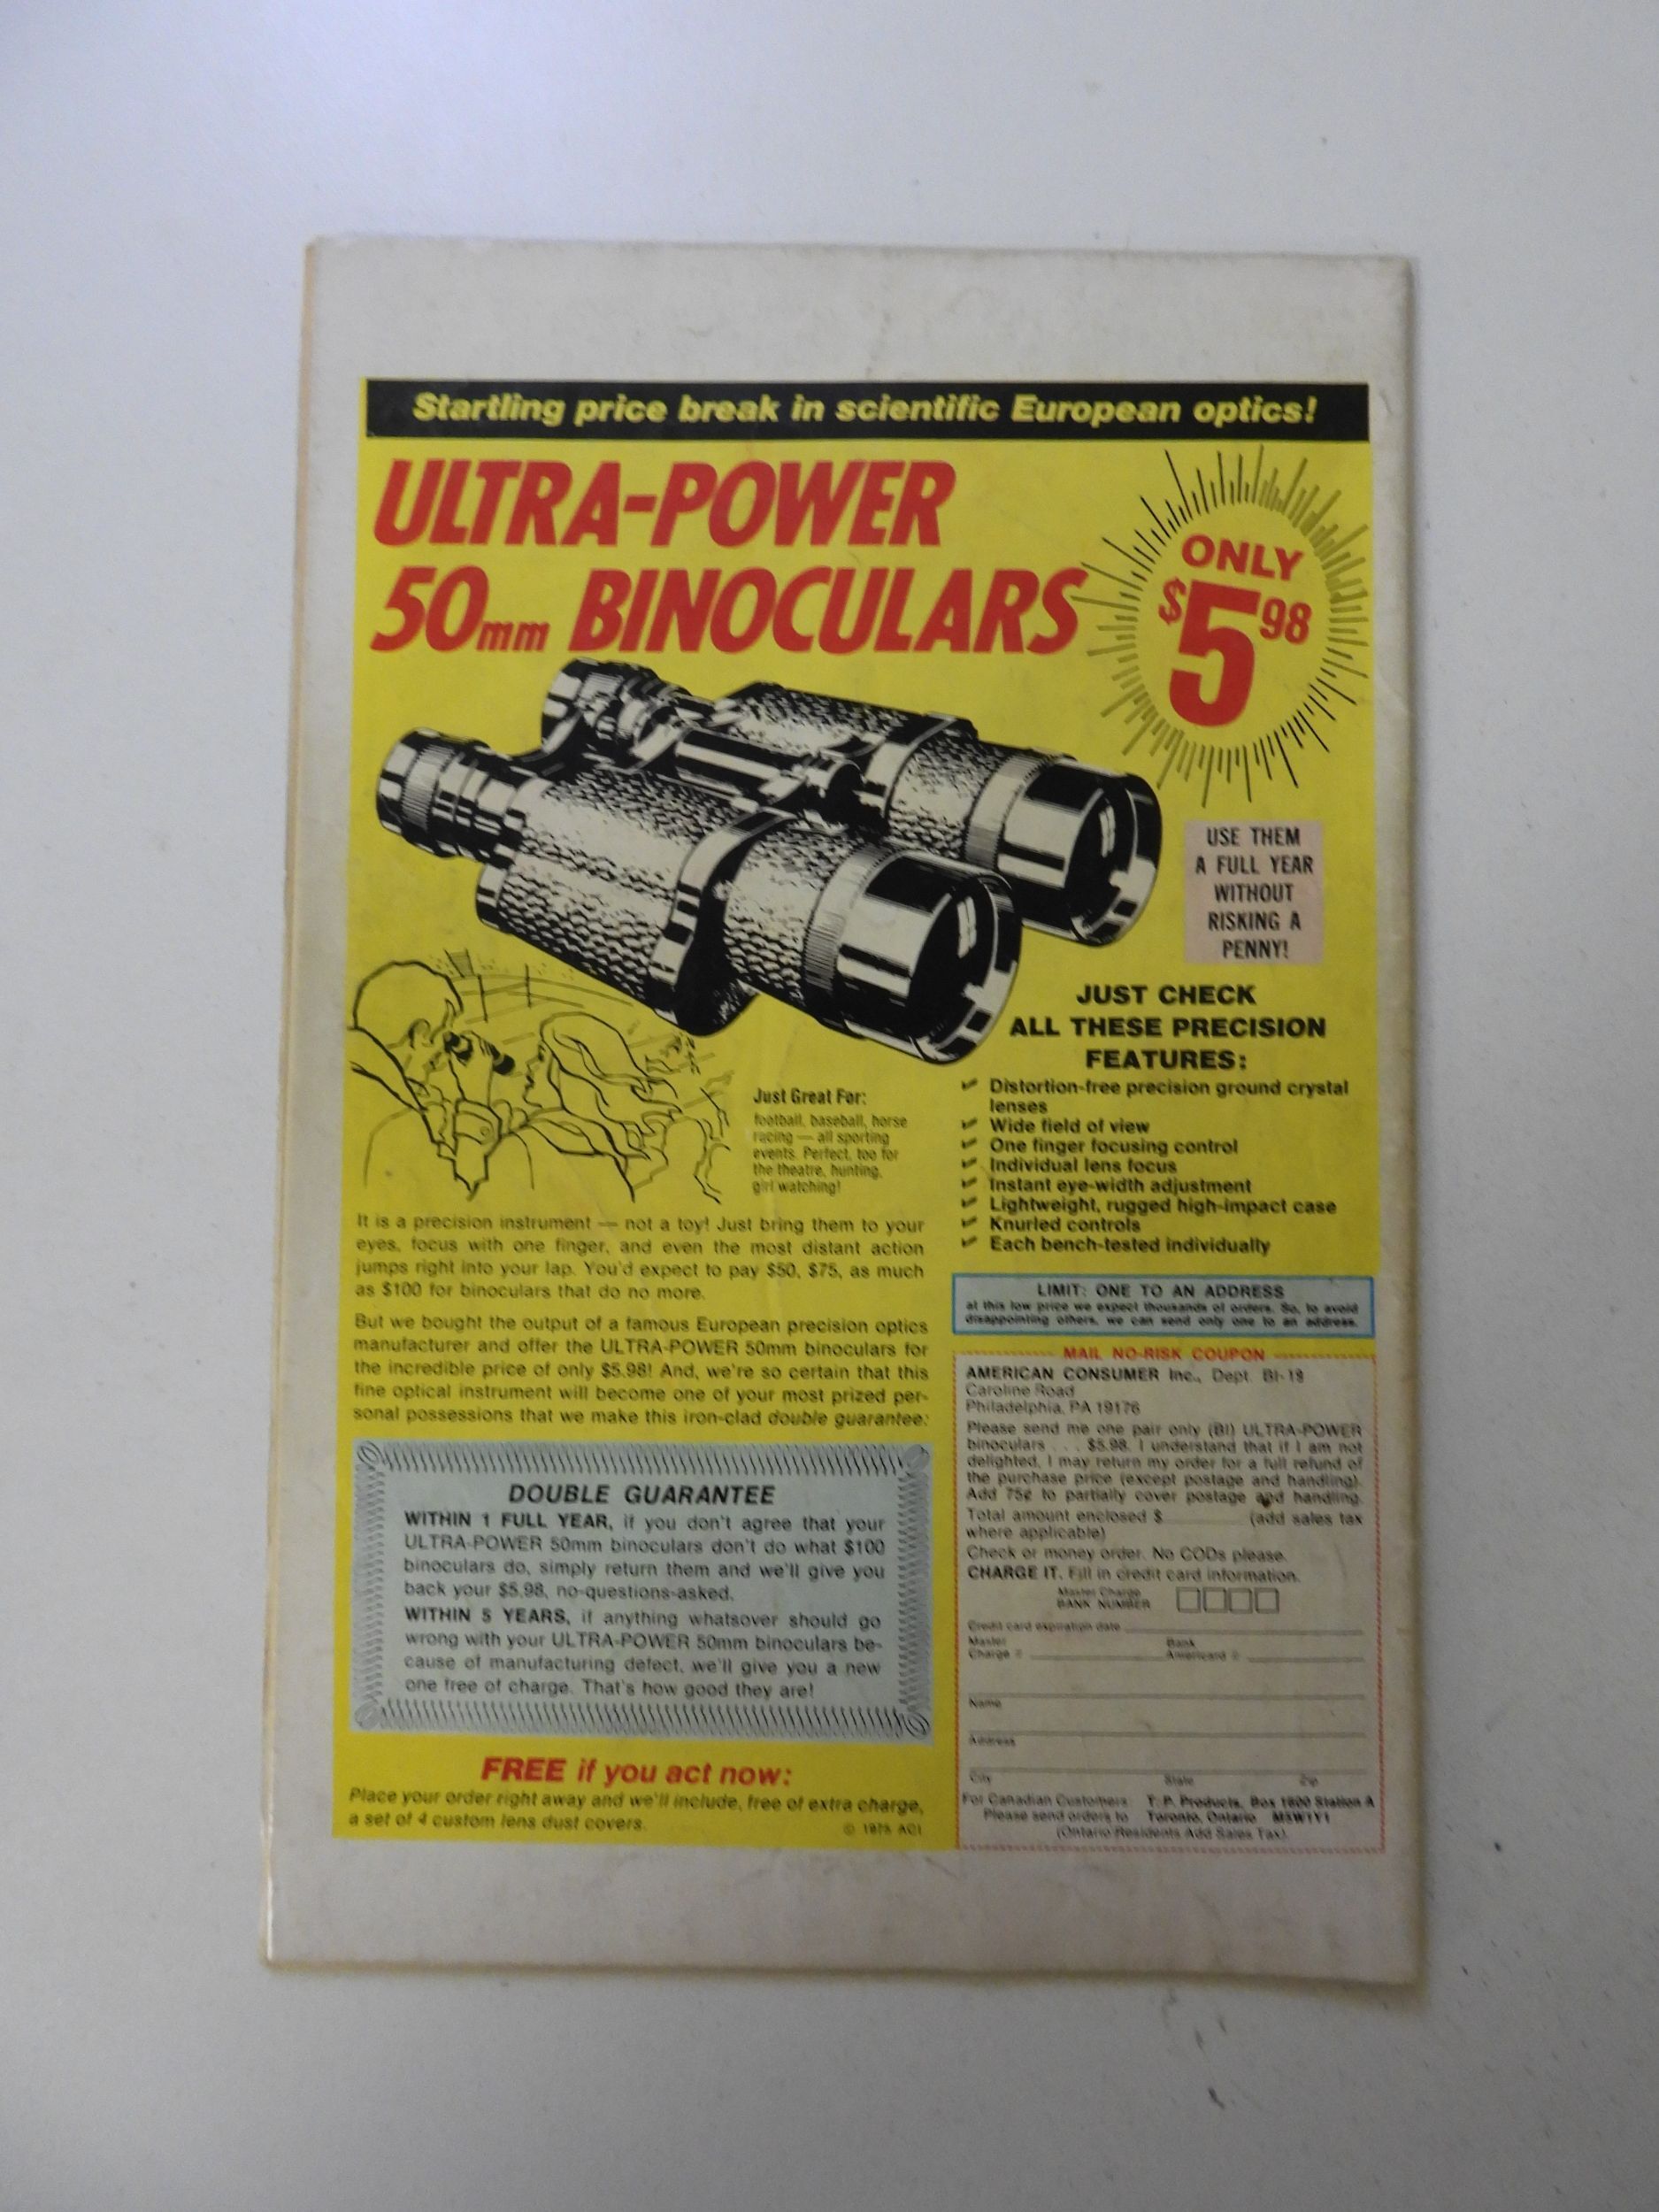 Startling price break in scientific European optics!
ULTRA-POWER
50mm BINOCULARS
ONLY
$5.98
USE THEM
A FULL YEAR
WITHOUT
RISKING A
PENNY!
Just Great For:
football, baseball, horse
racing — all sporting
events. Perfect, too for
the theatre, hunting,
girl watching!
It is a precision instrument — not a toy! Just bring them to your
eyes, focus with one finger, and even the most distant action
jumps right into your lap. You'd expect to pay $50, $75, as much
as $100 for binoculars that do no more.
But we bought the output of a famous European precision optics
manufacturer and offer the ULTRA-POWER 50mm binoculars for
the incredible price of only $5.98! And, we're so certain that this
fine optical instrument will become one of your most prized per-
sonal possessions that we make this iron-clad double guarantee:
DOUBLE GUARANTEE
WITHIN 1 FULL YEAR, if you don't agree that your
ULTRA-POWER 50mm binoculars don't do what $100
binoculars do, simply return them and we'll give you
back your $5.98, no-questions-asked.
WITHIN 5 YEARS, if anything whatsover should go
wrong with your ULTRA-POWER 50mm binoculars be-
cause of manufacturing defect, we'll give you a new
one free of charge. That's how good they are!
FREE if you act now:
Place your order right away and we'll include, free of extra charge,
a set of 4 custom lens dust covers.
© 1975 ACI
JUST CHECK
ALL THESE PRECISION
FEATURES:
✔ Distortion-free precision ground crystal
lenses
✔ Wide field of view
✔ One finger focusing control
✔ Individual lens focus
✔ Instant eye-width adjustment
✔ Lightweight, rugged high-impact case
✔ Knurled controls
✔ Each bench-tested individually
LIMIT: ONE TO AN ADDRESS
at this low price we expect thousands of orders. So, to avoid
disappointing others, we can send only one to an address.
MAIL NO-RISK COUPON
AMERICAN CONSUMER Inc., Dept. BI-18
Caroline Road
Philadelphia, PA 19176
Please send me one pair only (BI) ULTRA-POWER
binoculars . . . $5.98. I understand that if I am not
delighted, I may return my order for a full refund of
the purchase price (except postage and handling).
Add 75¢ to partially cover postage and handling.
Total amount enclosed $ (add sales tax
where applicable)
Check or money order. No CODs please.
CHARGE IT. Fill in credit card information.
Master Charge
BANK NUMBER
Credit card expiration date
Master Charge #
Bank Americard #
Name
Address
City State Zip
For Canadian Customers: T. P. Products, Box 1600 Station A
Please send orders to Toronto, Ontario M5W1Y1
(Ontario Residents Add Sales Tax).